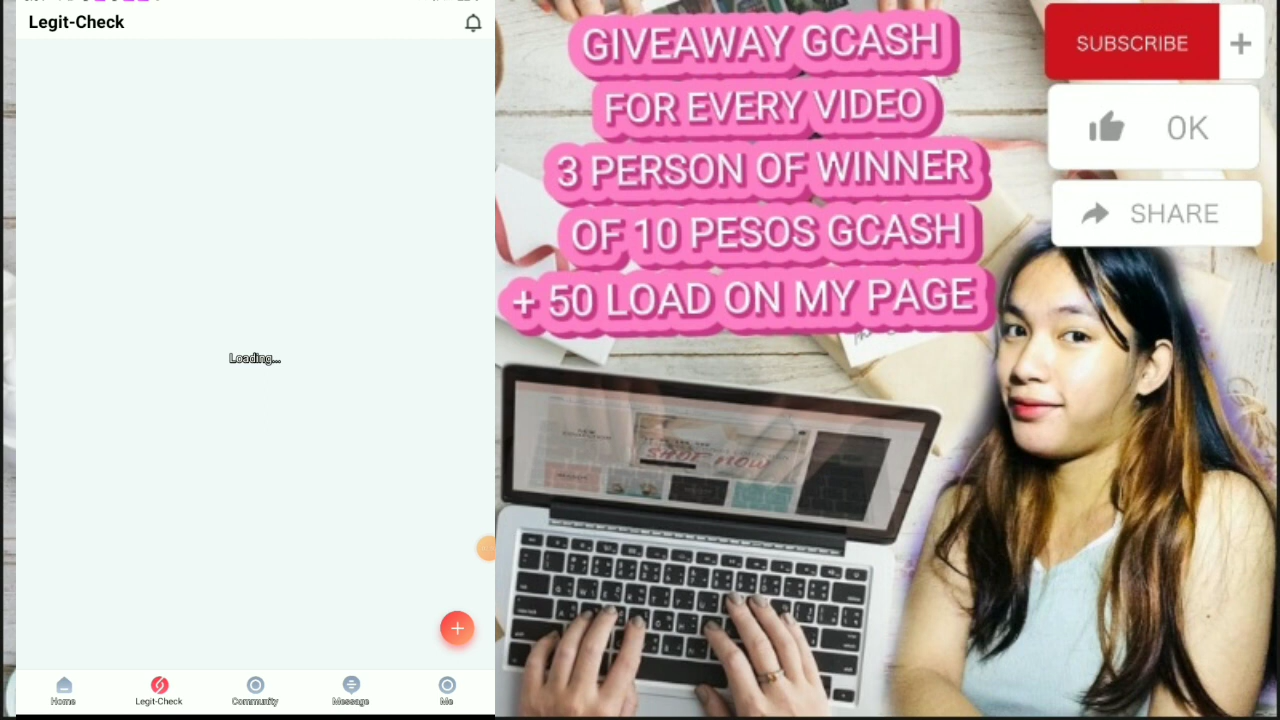 Legit-Check
Loading...
Home
Legit-Check
Community
Message
Me
GIVEAWAY GCASH
FOR EVERY VIDEO
3 PERSON OF WINNER
OF 10 PESOS GCASH
+ 50 LOAD ON MY PAGE
SUBSCRIBE
0K
SHARE
SHOP NOW